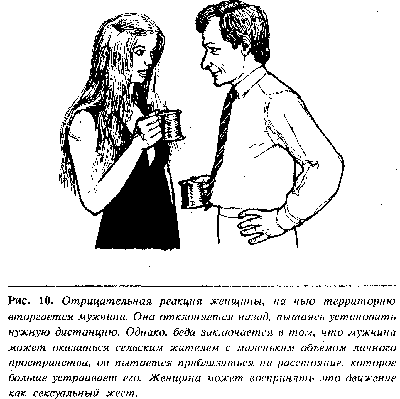 Рис. 10. Отрицательная реакция женщины, на чью территорию
вторгается мужчина. Она отклоняется назад, пытаясь установить
нужную дистанцию. Однако, беда заключается в том, что мужчина
может оказаться сельским жителем с маленьким объёмом личного
пространства, он пытается приблизиться на расстояние, которое
больше устраивает его. Женщина может воспринять это движение
как сексуальный жест.